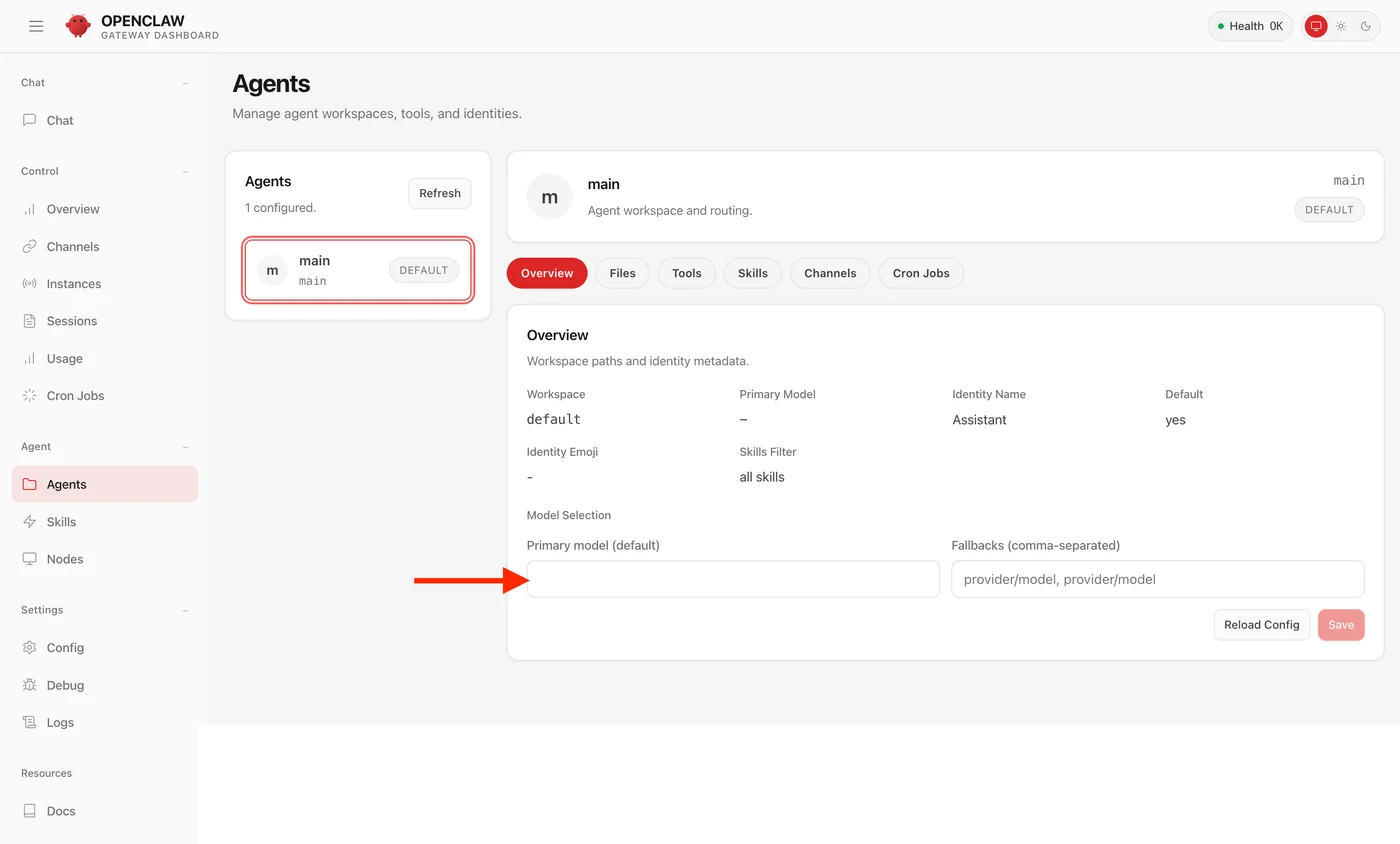 OPENCLAW
GATEWAY DASHBOARD
Health OK
Chat –
Chat
Control –
Overview
Channels
Instances
Sessions
Usage
Cron Jobs
Agent –
Agents
Skills
Nodes
Settings –
Config
Debug
Logs
Resources
Docs
Agents
Manage agent workspaces, tools, and identities.
Agents
1 configured.
Refresh
m
main
main
DEFAULT
m
main
Agent workspace and routing.
main
DEFAULT
Overview Files Tools Skills Channels Cron Jobs
Overview
Workspace paths and identity metadata.
Workspace Primary Model Identity Name Default
default – Assistant yes
Identity Emoji Skills Filter
- all skills
Model Selection
Primary model (default) Fallbacks (comma-separated)
provider/model, provider/model
Reload Config Save